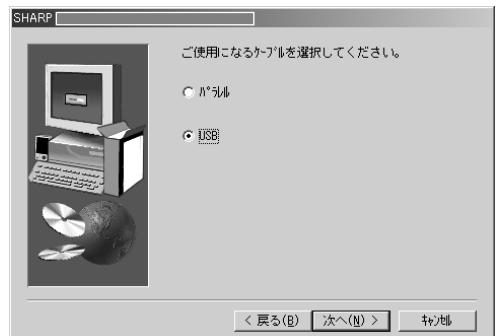 SHARP
ご使用になるｹｰﾌﾞﾙを選択してください。
ﾊﾟﾗﾚﾙ
USB
< 戻る(B)
次へ(N) >
ｷｬﾝｾﾙ